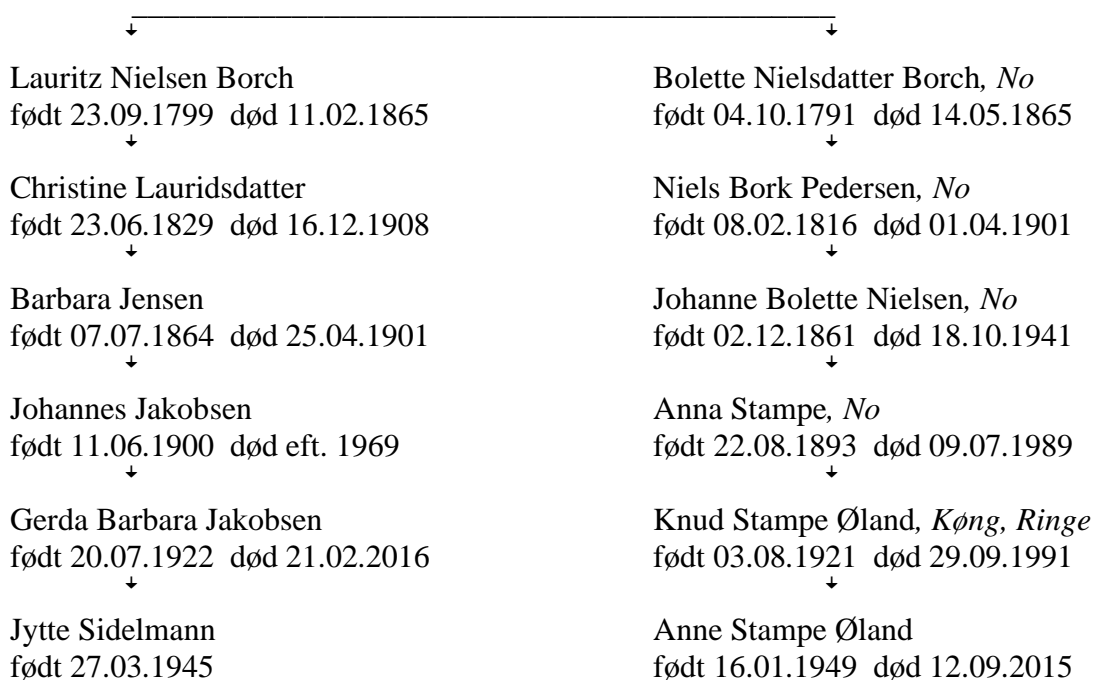 Lauritz Nielsen Borch
født 23.09.1799 død 11.02.1865
Christine Lauridsdatter
født 23.06.1829 død 16.12.1908
Barbara Jensen
født 07.07.1864 død 25.04.1901
Johannes Jakobsen
født 11.06.1900 død eft. 1969
Gerda Barbara Jakobsen
født 20.07.1922 død 21.02.2016
Jytte Sidelmann
født 27.03.1945
Bolette Nielsdatter Borch, No
født 04.10.1791 død 14.05.1865
Niels Bork Pedersen, No
født 08.02.1816 død 01.04.1901
Johanne Bolette Nielsen, No
født 02.12.1861 død 18.10.1941
Anna Stampe, No
født 22.08.1893 død 09.07.1989
Knud Stampe Øland, Køng, Ringe
født 03.08.1921 død 29.09.1991
Anne Stampe Øland
født 16.01.1949 død 12.09.2015